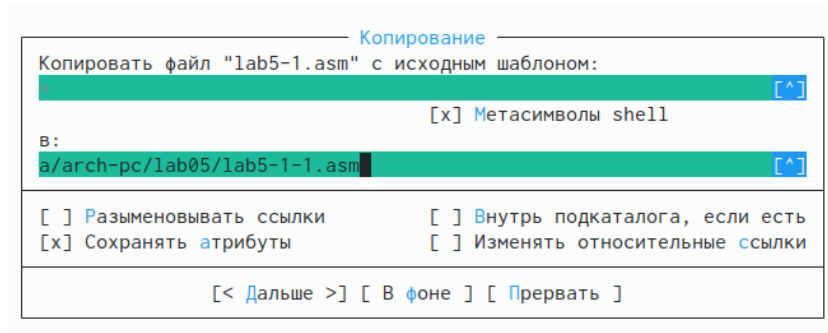 Копирование
Копировать файл "lab5-1.asm" с исходным шаблоном:
* [^]
[x] Метасимволы shell
в:
a/arch-pc/lab05/lab5-1-1.asm [^]
[ ] Разыменовывать ссылки [ ] Внутрь подкаталога, если есть
[x] Сохранять атрибуты [ ] Изменять относительные ссылки
[< Дальше >] [ В фоне ] [ Прервать ]